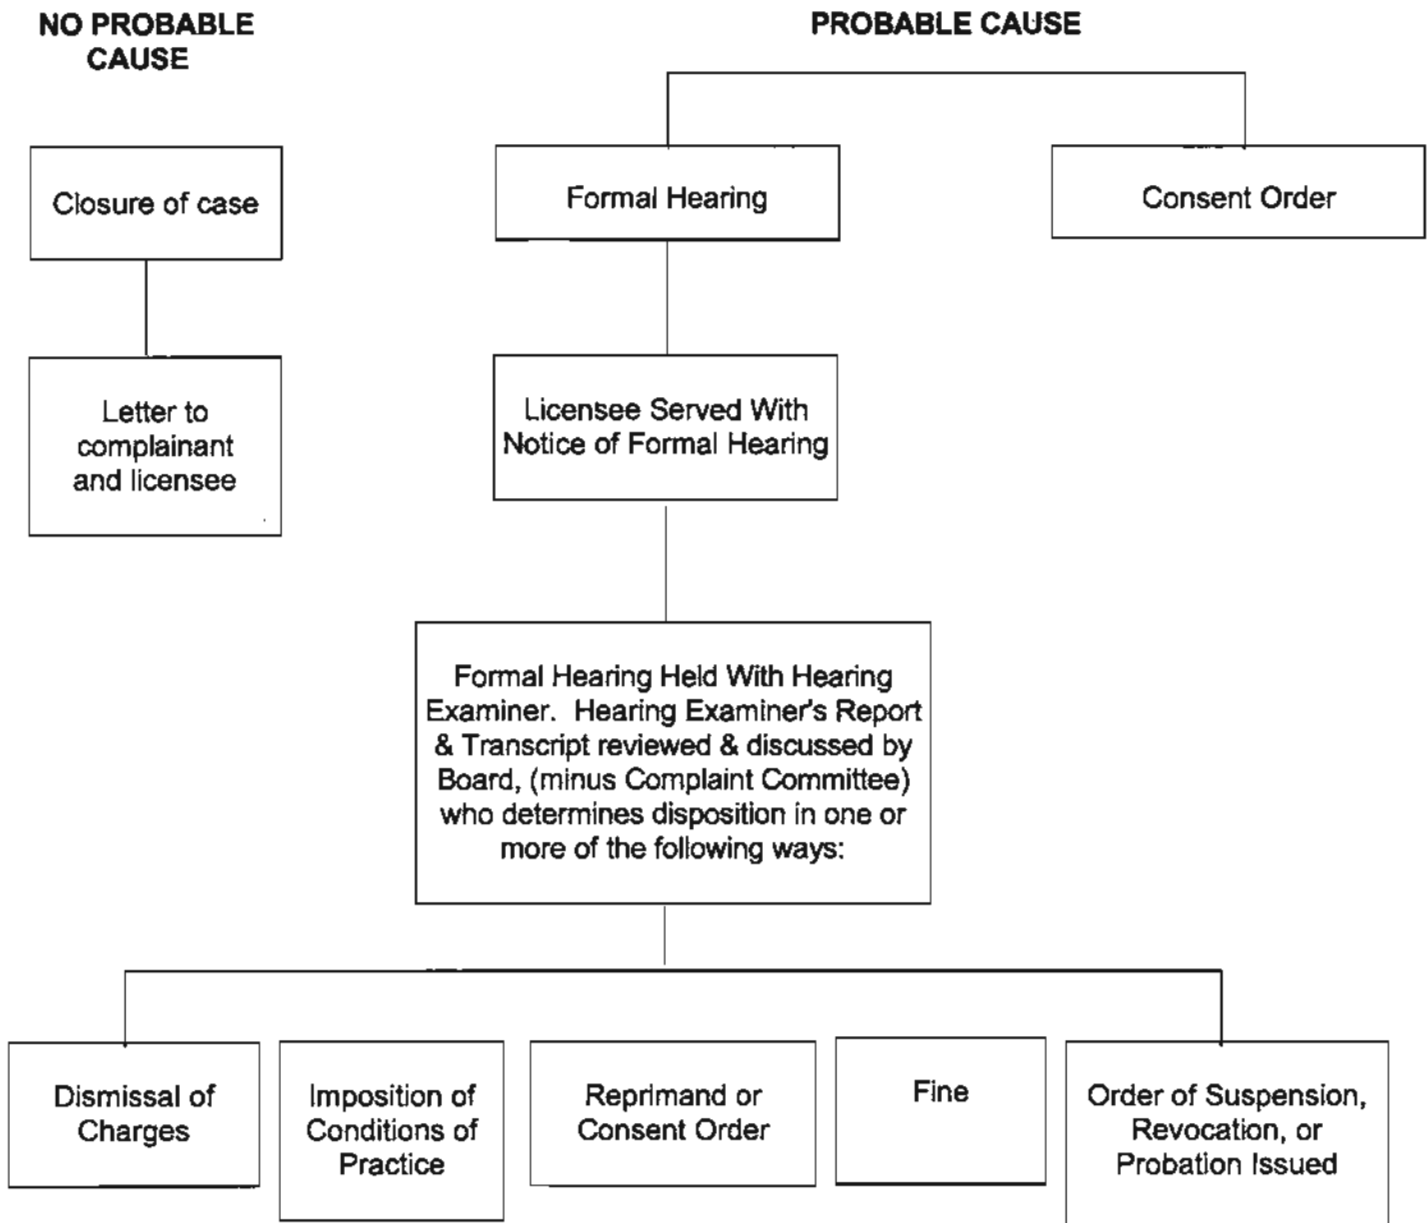 NO PROBABLE
CAUSE
PROBABLE CAUSE
Closure of case
Formal Hearing
Consent Order
Letter to
complainant
and licensee
Licensee Served With
Notice of Formal Hearing
Formal Hearing Held With Hearing
Examiner. Hearing Examiner's Report
& Transcript reviewed & discussed by
Board, (minus Complaint Committee)
who determines disposition in one or
more of the following ways:
Dismissal of
Charges
Imposition of
Conditions of
Practice
Reprimand or
Consent Order
Fine
Order of Suspension,
Revocation, or
Probation Issued